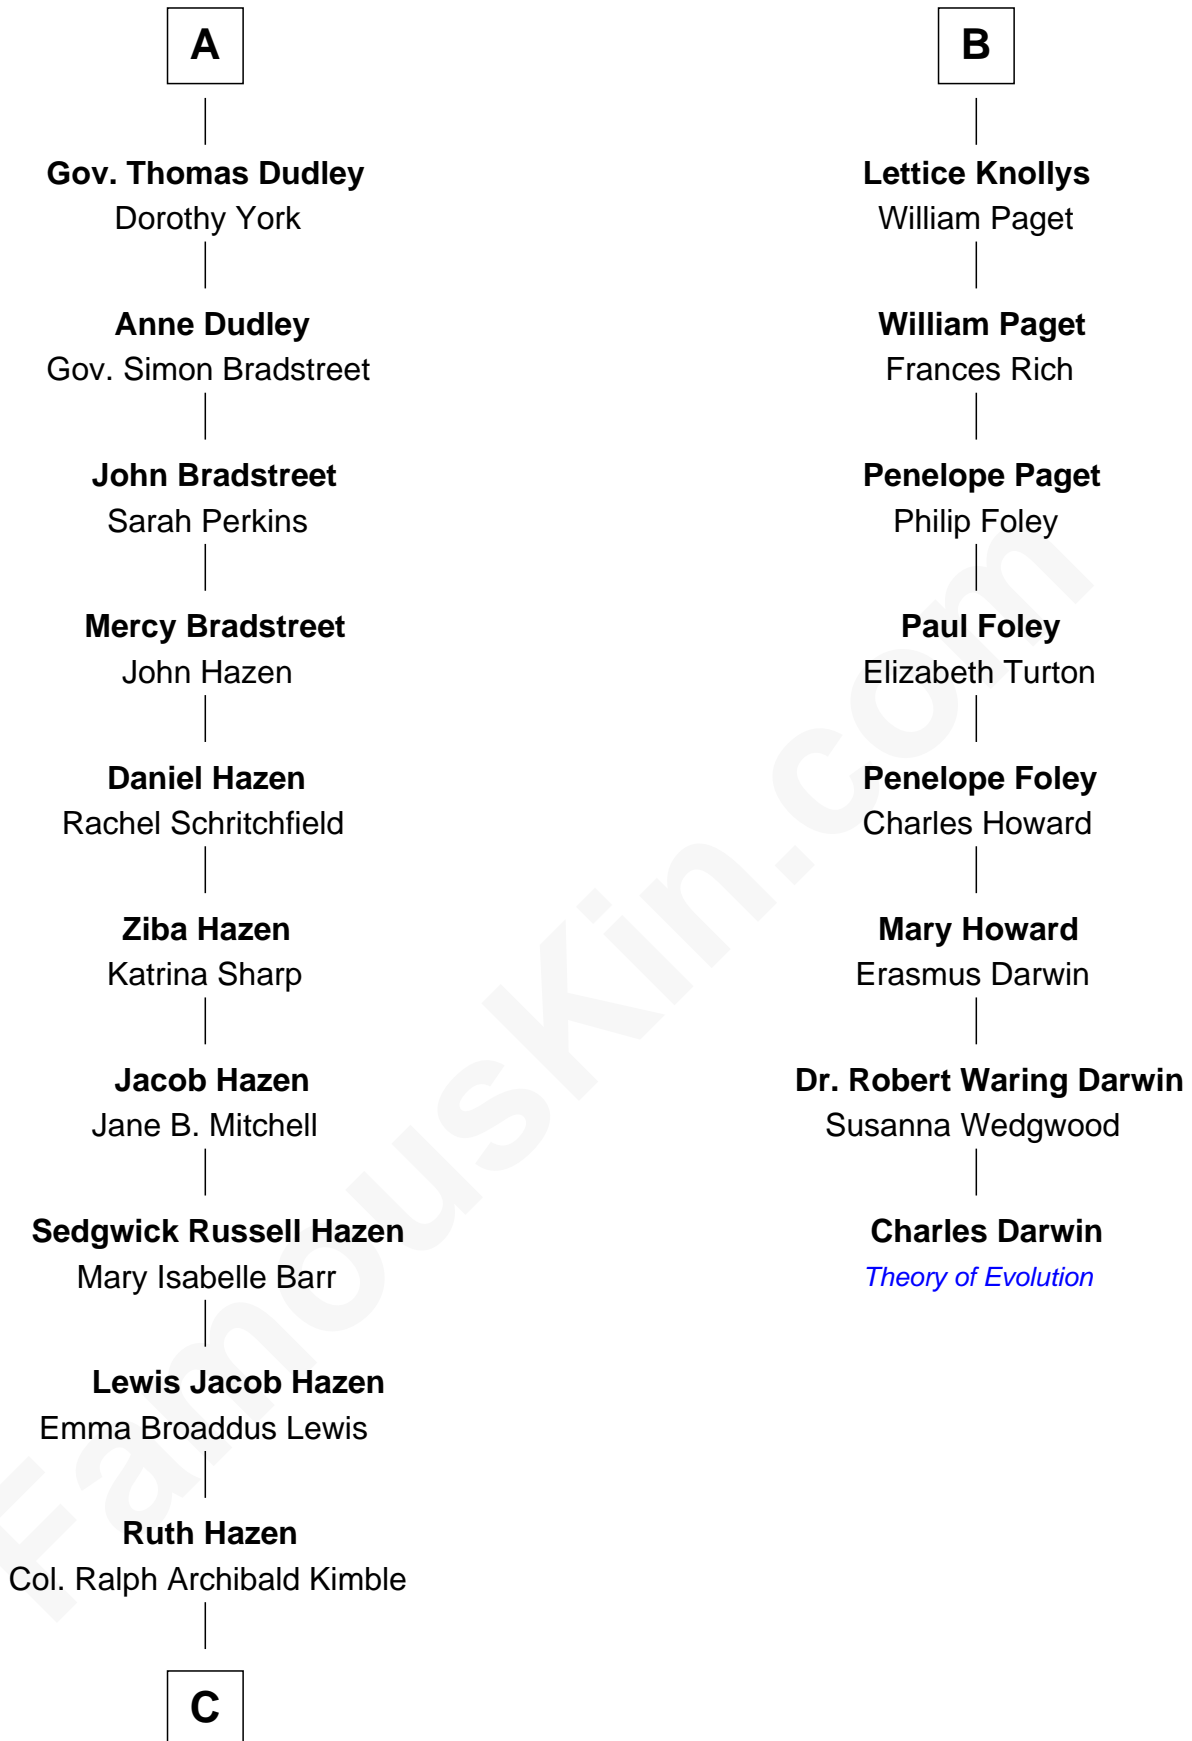 A
Gov. Thomas Dudley
Dorothy York
Anne Dudley
Gov. Simon Bradstreet
John Bradstreet
Sarah Perkins
Mercy Bradstreet
John Hazen
Daniel Hazen
Rachel Schritchfield
Ziba Hazen
Katrina Sharp
Jacob Hazen
Jane B. Mitchell
Sedgwick Russell Hazen
Mary Isabelle Barr
Lewis Jacob Hazen
Emma Broaddus Lewis
Ruth Hazen
Col. Ralph Archibald Kimble
C
B
Lettice Knollys
William Paget
William Paget
Frances Rich
Penelope Paget
Philip Foley
Paul Foley
Elizabeth Turton
Penelope Foley
Charles Howard
Mary Howard
Erasmus Darwin
Dr. Robert Waring Darwin
Susanna Wedgwood
Charles Darwin
Theory of Evolution
FamousKin.com